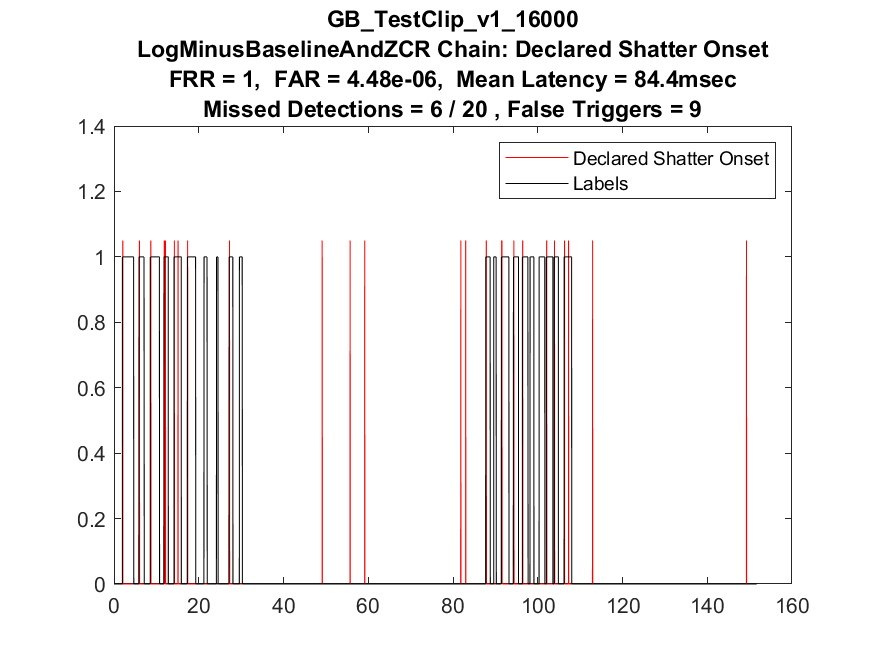 GB_TestClip_v1_16000
LogMinusBaselineAndZCR Chain: Declared Shatter Onset
FRR = 1,  FAR = 4.48e-06,  Mean Latency = 84.4msec
Missed Detections = 6 / 20 , False Triggers = 9
1.4
Declared Shatter Onset
Labels
1.2
1
0.8
0.6
0.4
0.2
0
0 20 40 60 80 100 120 140 160